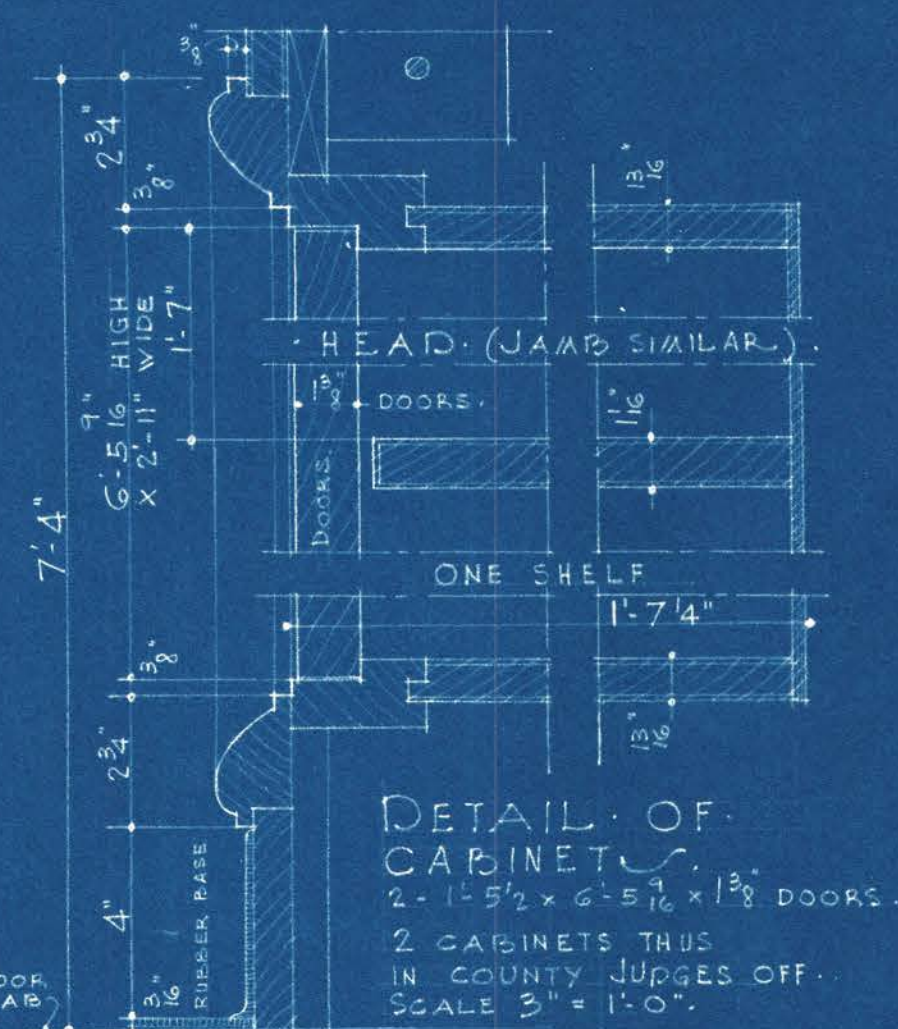 3/8"
2 3/4"
3/8"
13/16"
6'-5 9/16" HIGH
x 2'-11" WIDE
1'-7"
· HEAD · (JAMB SIMILAR) ·
1 3/8" DOORS.
DOORS.
1 1/16"
7'-4"
ONE SHELF
1'-7 1/4"
3/8"
2 3/4"
13/16"
DETAIL · OF ·
CABINETS ·
2 - 1'-5 1/2 x 6'-5 9/16 x 1 3/8" DOORS.
2 CABINETS THUS
IN COUNTY JUDGES OFF.
SCALE 3" = 1'-0".
4"
RUBBER BASE
3/16